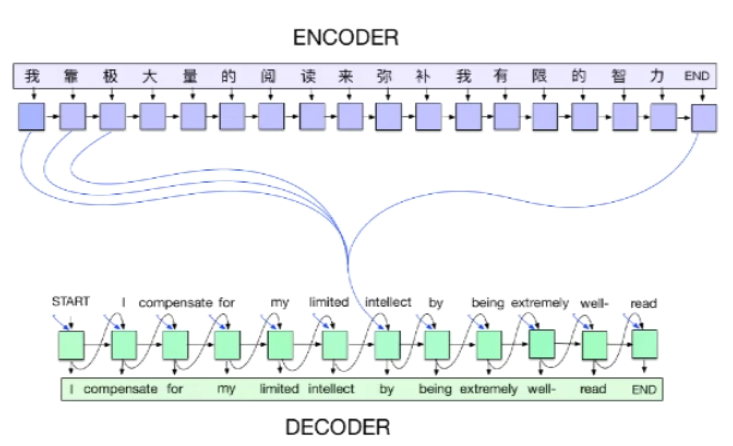 ENCODER
我 靠 极 大 量 的 阅 读 来 弥 补 我 有 限 的 智 力 END
START I compensate for my limited intellect by being extremely well- read
I compensate for my limited intellect by being extremely well- read END
DECODER